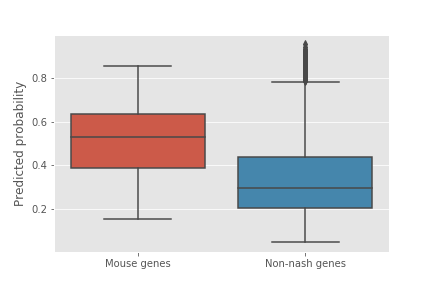 Predicted probability
0.8
0.6
0.4
0.2
Mouse genes
Non-nash genes